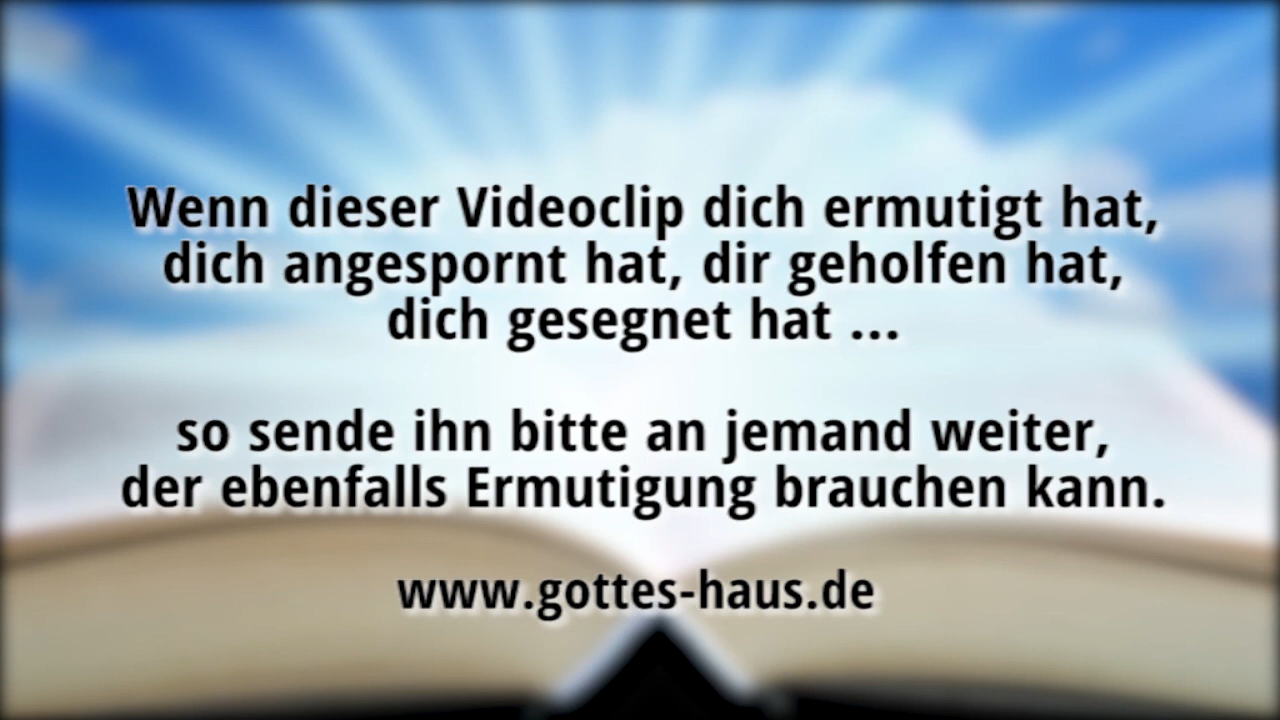 Wenn dieser Videoclip dich ermutigt hat,
dich angespornt hat, dir geholfen hat,
dich gesegnet hat ...
so sende ihn bitte an jemand weiter,
der ebenfalls Ermutigung brauchen kann.
www.gottes-haus.de